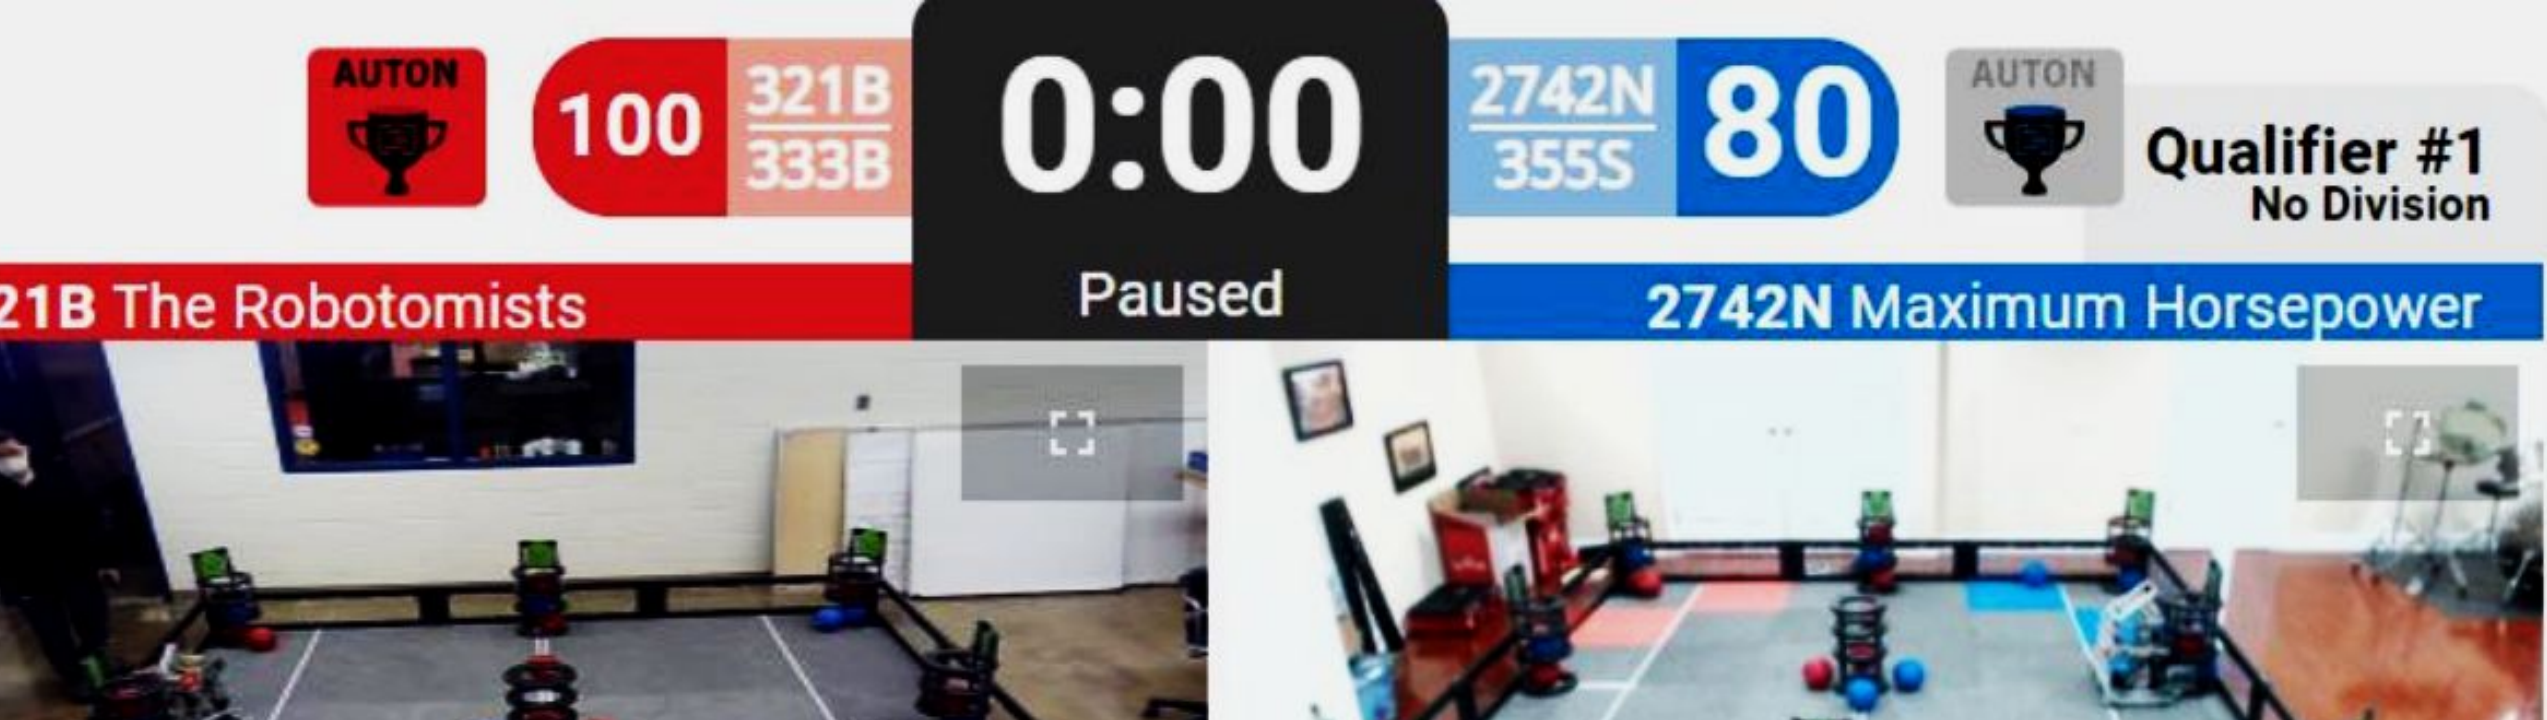 AUTON
100
321B
333B
0:00
Paused
2742N
355S
80
AUTON
Qualifier #1
No Division
21B The Robotomists
2742N Maximum Horsepower